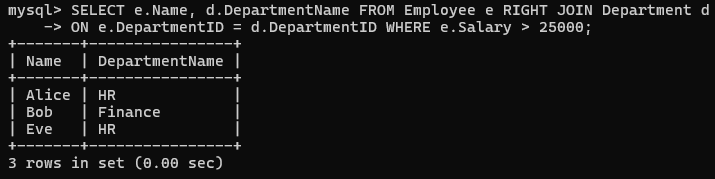 mysql> SELECT e.Name, d.DepartmentName FROM Employee e RIGHT JOIN Department d
    -> ON e.DepartmentID = d.DepartmentID WHERE e.Salary > 25000;
+-------+----------------+
| Name  | DepartmentName |
+-------+----------------+
| Alice | HR             |
| Bob   | Finance        |
| Eve   | HR             |
+-------+----------------+
3 rows in set (0.00 sec)